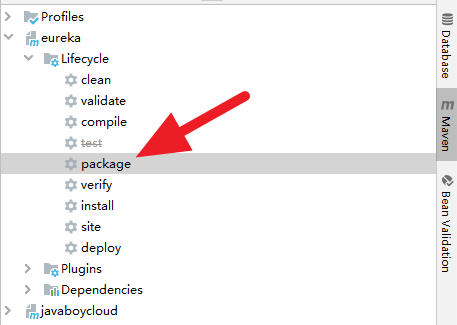 Profiles
eureka
Lifecycle
clean
validate
compile
test
package
verify
install
site
deploy
Plugins
Dependencies
javaboycloud
Database
Maven
Bean Validation